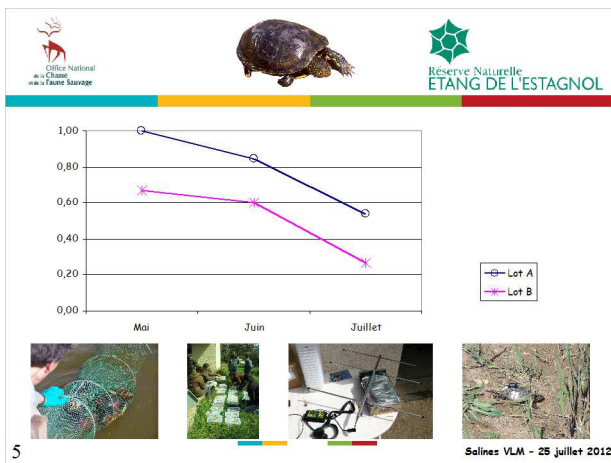 Office National
de la Chasse
et de la Faune Sauvage
Réserve Naturelle
ETANG DE L'ESTAGNOL
1,00
0,80
0,60
0,40
0,20
0,00
Mai
Juin
Juillet
Lot A
Lot B
5
Salines VLM - 25 juillet 2012